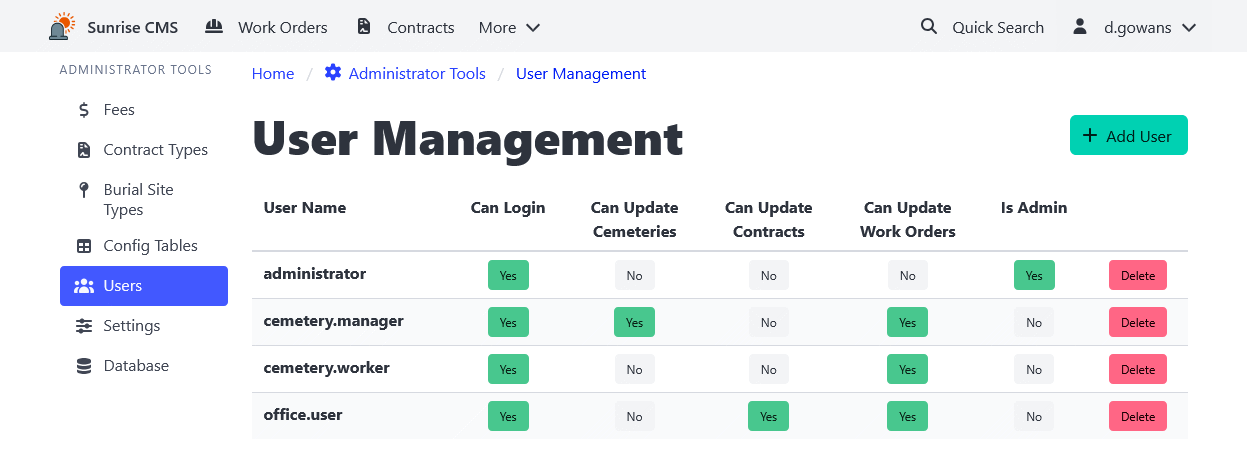 Sunrise CMS Work Orders Contracts More Quick Search d.gowans
ADMINISTRATOR TOOLS
Fees
Contract Types
Burial Site
Types
Config Tables
Users
Settings
Database
Home / Administrator Tools / User Management
User Management
Add User
User Name Can Login Can Update Cemeteries Can Update Contracts Can Update Work Orders Is Admin
administrator Yes No No No Yes Delete
cemetery.manager Yes Yes No Yes No Delete
cemetery.worker Yes No No Yes No Delete
office.user Yes No Yes Yes No Delete